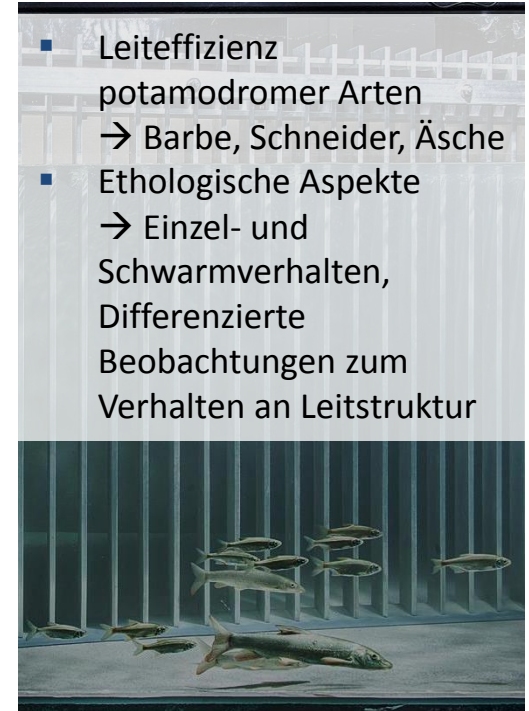 ▪ Leiteffizienz
potamodromer Arten
→ Barbe, Schneider, Äsche
▪ Ethologische Aspekte
→ Einzel- und
Schwarmverhalten,
Differenzierte
Beobachtungen zum
Verhalten an Leitstruktur